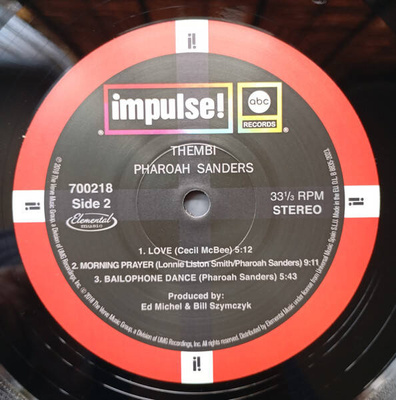 impulse!
abc
RECORDS
THEMBI
PHAROAH SANDERS
700218
Side 2
Elemental
music
33 1/3 RPM
STEREO
1. LOVE (Cecil McBee) 5:12
2. MORNING PRAYER (Lonnie Liston Smith/Pharoah Sanders) 9:11
3. BAILOPHONE DANCE (Pharoah Sanders) 5:43
Produced by:
Ed Michel & Bill Szymczyk